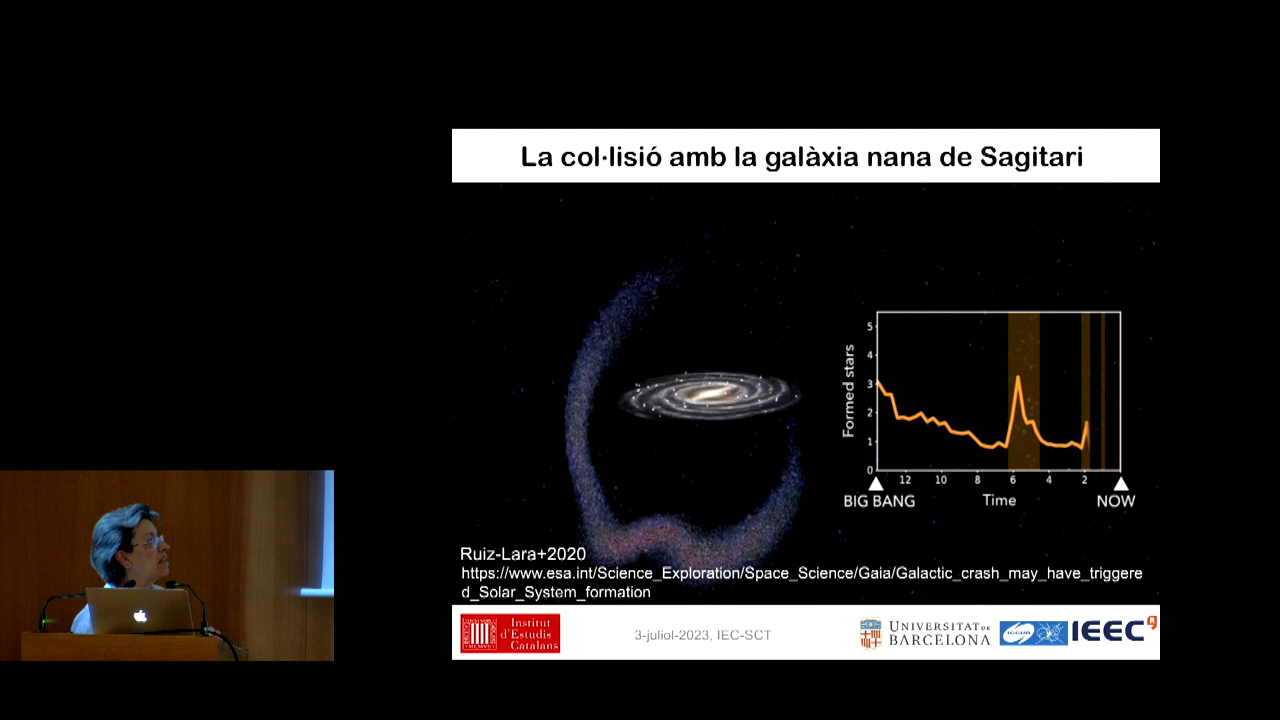 La col·lisió amb la galàxia nana de Sagitari
Formed stars
5
4
3
2
1
0
12 10 8 6 4 2
BIG BANG Time NOW
Ruiz-Lara+2020
https://www.esa.int/Science_Exploration/Space_Science/Gaia/Galactic_crash_may_have_triggere
d_Solar_System_formation
Institut
d'Estudis
Catalans
3-juliol-2023, IEC-SCT
UNIVERSITAT DE
BARCELONA
ICCUB
IEEC